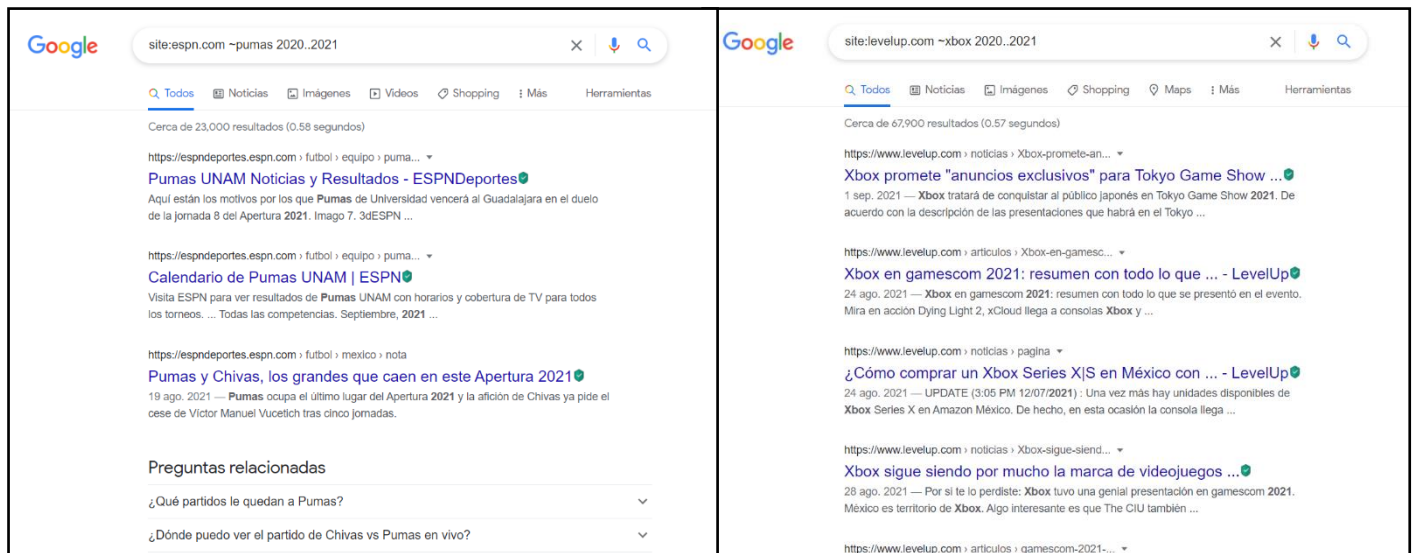 Google
site:espn.com ~pumas 2020..2021
Todos Noticias Imágenes Videos Shopping Más Herramientas
Cerca de 23,000 resultados (0.58 segundos)
https://espndeportes.espn.com › futbol › equipo › puma...
Pumas UNAM Noticias y Resultados - ESPNDeportes
Aquí están los motivos por los que Pumas de Universidad vencerá al Guadalajara en el duelo
de la jornada 8 del Apertura 2021. Imago 7. 3dESPN ...
https://espndeportes.espn.com › futbol › equipo › puma...
Calendario de Pumas UNAM | ESPN
Visita ESPN para ver resultados de Pumas UNAM con horarios y cobertura de TV para todos
los torneos. ... Todas las competencias. Septiembre, 2021 ...
https://espndeportes.espn.com › futbol › mexico › nota
Pumas y Chivas, los grandes que caen en este Apertura 2021
19 ago. 2021 — Pumas ocupa el último lugar del Apertura 2021 y la afición de Chivas ya pide el
cese de Víctor Manuel Vucetich tras cinco jornadas.
Preguntas relacionadas
¿Qué partidos le quedan a Pumas?
¿Dónde puedo ver el partido de Chivas vs Pumas en vivo?
Google
site:levelup.com ~xbox 2020..2021
Todos Noticias Imágenes Shopping Maps Más Herramientas
Cerca de 67,900 resultados (0.57 segundos)
https://www.levelup.com › noticias › Xbox-promete-an...
Xbox promete "anuncios exclusivos" para Tokyo Game Show ...
1 sep. 2021 — Xbox tratará de conquistar al público japonés en Tokyo Game Show 2021. De
acuerdo con la descripción de las presentaciones que habrá en el Tokyo ...
https://www.levelup.com › articulos › Xbox-en-gamesc...
Xbox en gamescom 2021: resumen con todo lo que ... - LevelUp
24 ago. 2021 — Xbox en gamescom 2021: resumen con todo lo que se presentó en el evento.
Mira en acción Dying Light 2, xCloud llega a consolas Xbox y ...
https://www.levelup.com › noticias › pagina
¿Cómo comprar un Xbox Series X|S en México con ... - LevelUp
24 ago. 2021 — UPDATE (3:05 PM 12/07/2021) : Una vez más hay unidades disponibles de
Xbox Series X en Amazon México. De hecho, en esta ocasión la consola llega ...
https://www.levelup.com › noticias › Xbox-sigue-siend...
Xbox sigue siendo por mucho la marca de videojuegos ...
28 ago. 2021 — Por si te lo perdiste: Xbox tuvo una genial presentación en gamescom 2021.
México es territorio de Xbox. Algo interesante es que The CIU también ...
https://www.levelup.com › articulos › gamescom-2021-...